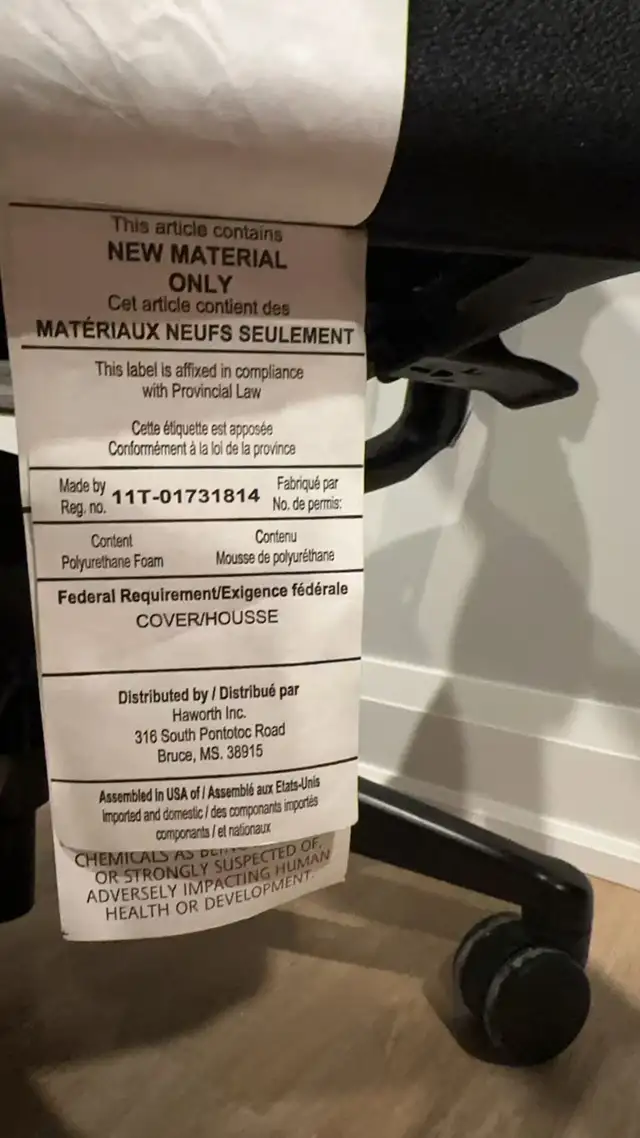 This article contains
NEW MATERIAL
ONLY
Cet article contient des
MATÉRIAUX NEUFS SEULEMENT
This label is affixed in compliance
with Provincial Law
Cette étiquette est apposée
Conformément à la loi de la province
Made by Fabriqué par
Reg. no. 11T-01731814 No. de permis:
Content Contenu
Polyurethane Foam Mousse de polyuréthane
Federal Requirement/Exigence fédérale
COVER/HOUSSE
Distributed by / Distribué par
Haworth Inc.
316 South Pontotoc Road
Bruce, MS. 38915
Assembled in USA of / Assemblé aux Etats-Unis
Imported and domestic / des componants importés
componants / et nationaux
CHEMICALS AS
OR STRONGLY SUSPECTED OF,
ADVERSELY IMPACTING HUMAN
HEALTH OR DEVELOPMENT.